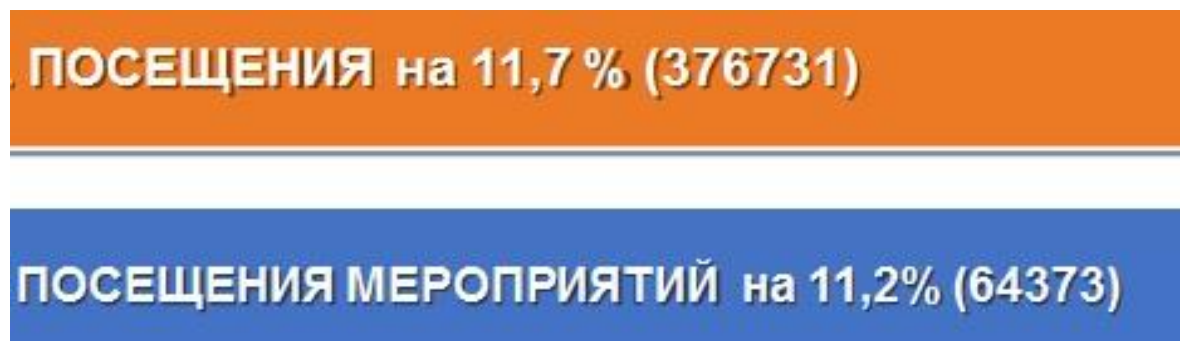 ПОСЕЩЕНИЯ на 11,7 % (376731)
ПОСЕЩЕНИЯ МЕРОПРИЯТИЙ на 11,2% (64373)